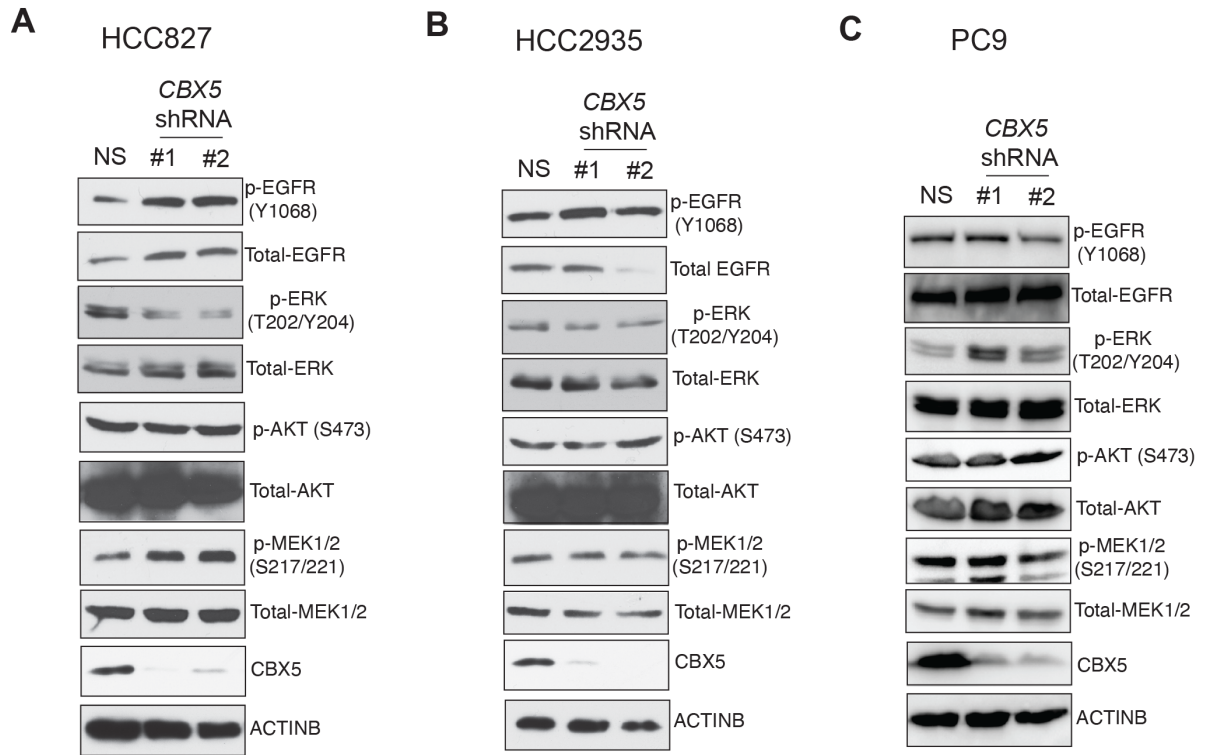 A
HCC827
CBX5
shRNA
NS #1 #2
p-EGFR
(Y1068)
Total-EGFR
p-ERK
(T202/Y204)
Total-ERK
p-AKT (S473)
Total-AKT
p-MEK1/2
(S217/221)
Total-MEK1/2
CBX5
ACTINB
B
HCC2935
CBX5
shRNA
NS #1 #2
p-EGFR
(Y1068)
Total EGFR
p-ERK
(T202/Y204)
Total-ERK
p-AKT (S473)
Total-AKT
p-MEK1/2
(S217/221)
Total-MEK1/2
CBX5
ACTINB
C
PC9
CBX5
shRNA
NS #1 #2
p-EGFR
(Y1068)
Total-EGFR
p-ERK
(T202/Y204)
Total-ERK
p-AKT (S473)
Total-AKT
p-MEK1/2
(S217/221)
Total-MEK1/2
CBX5
ACTINB